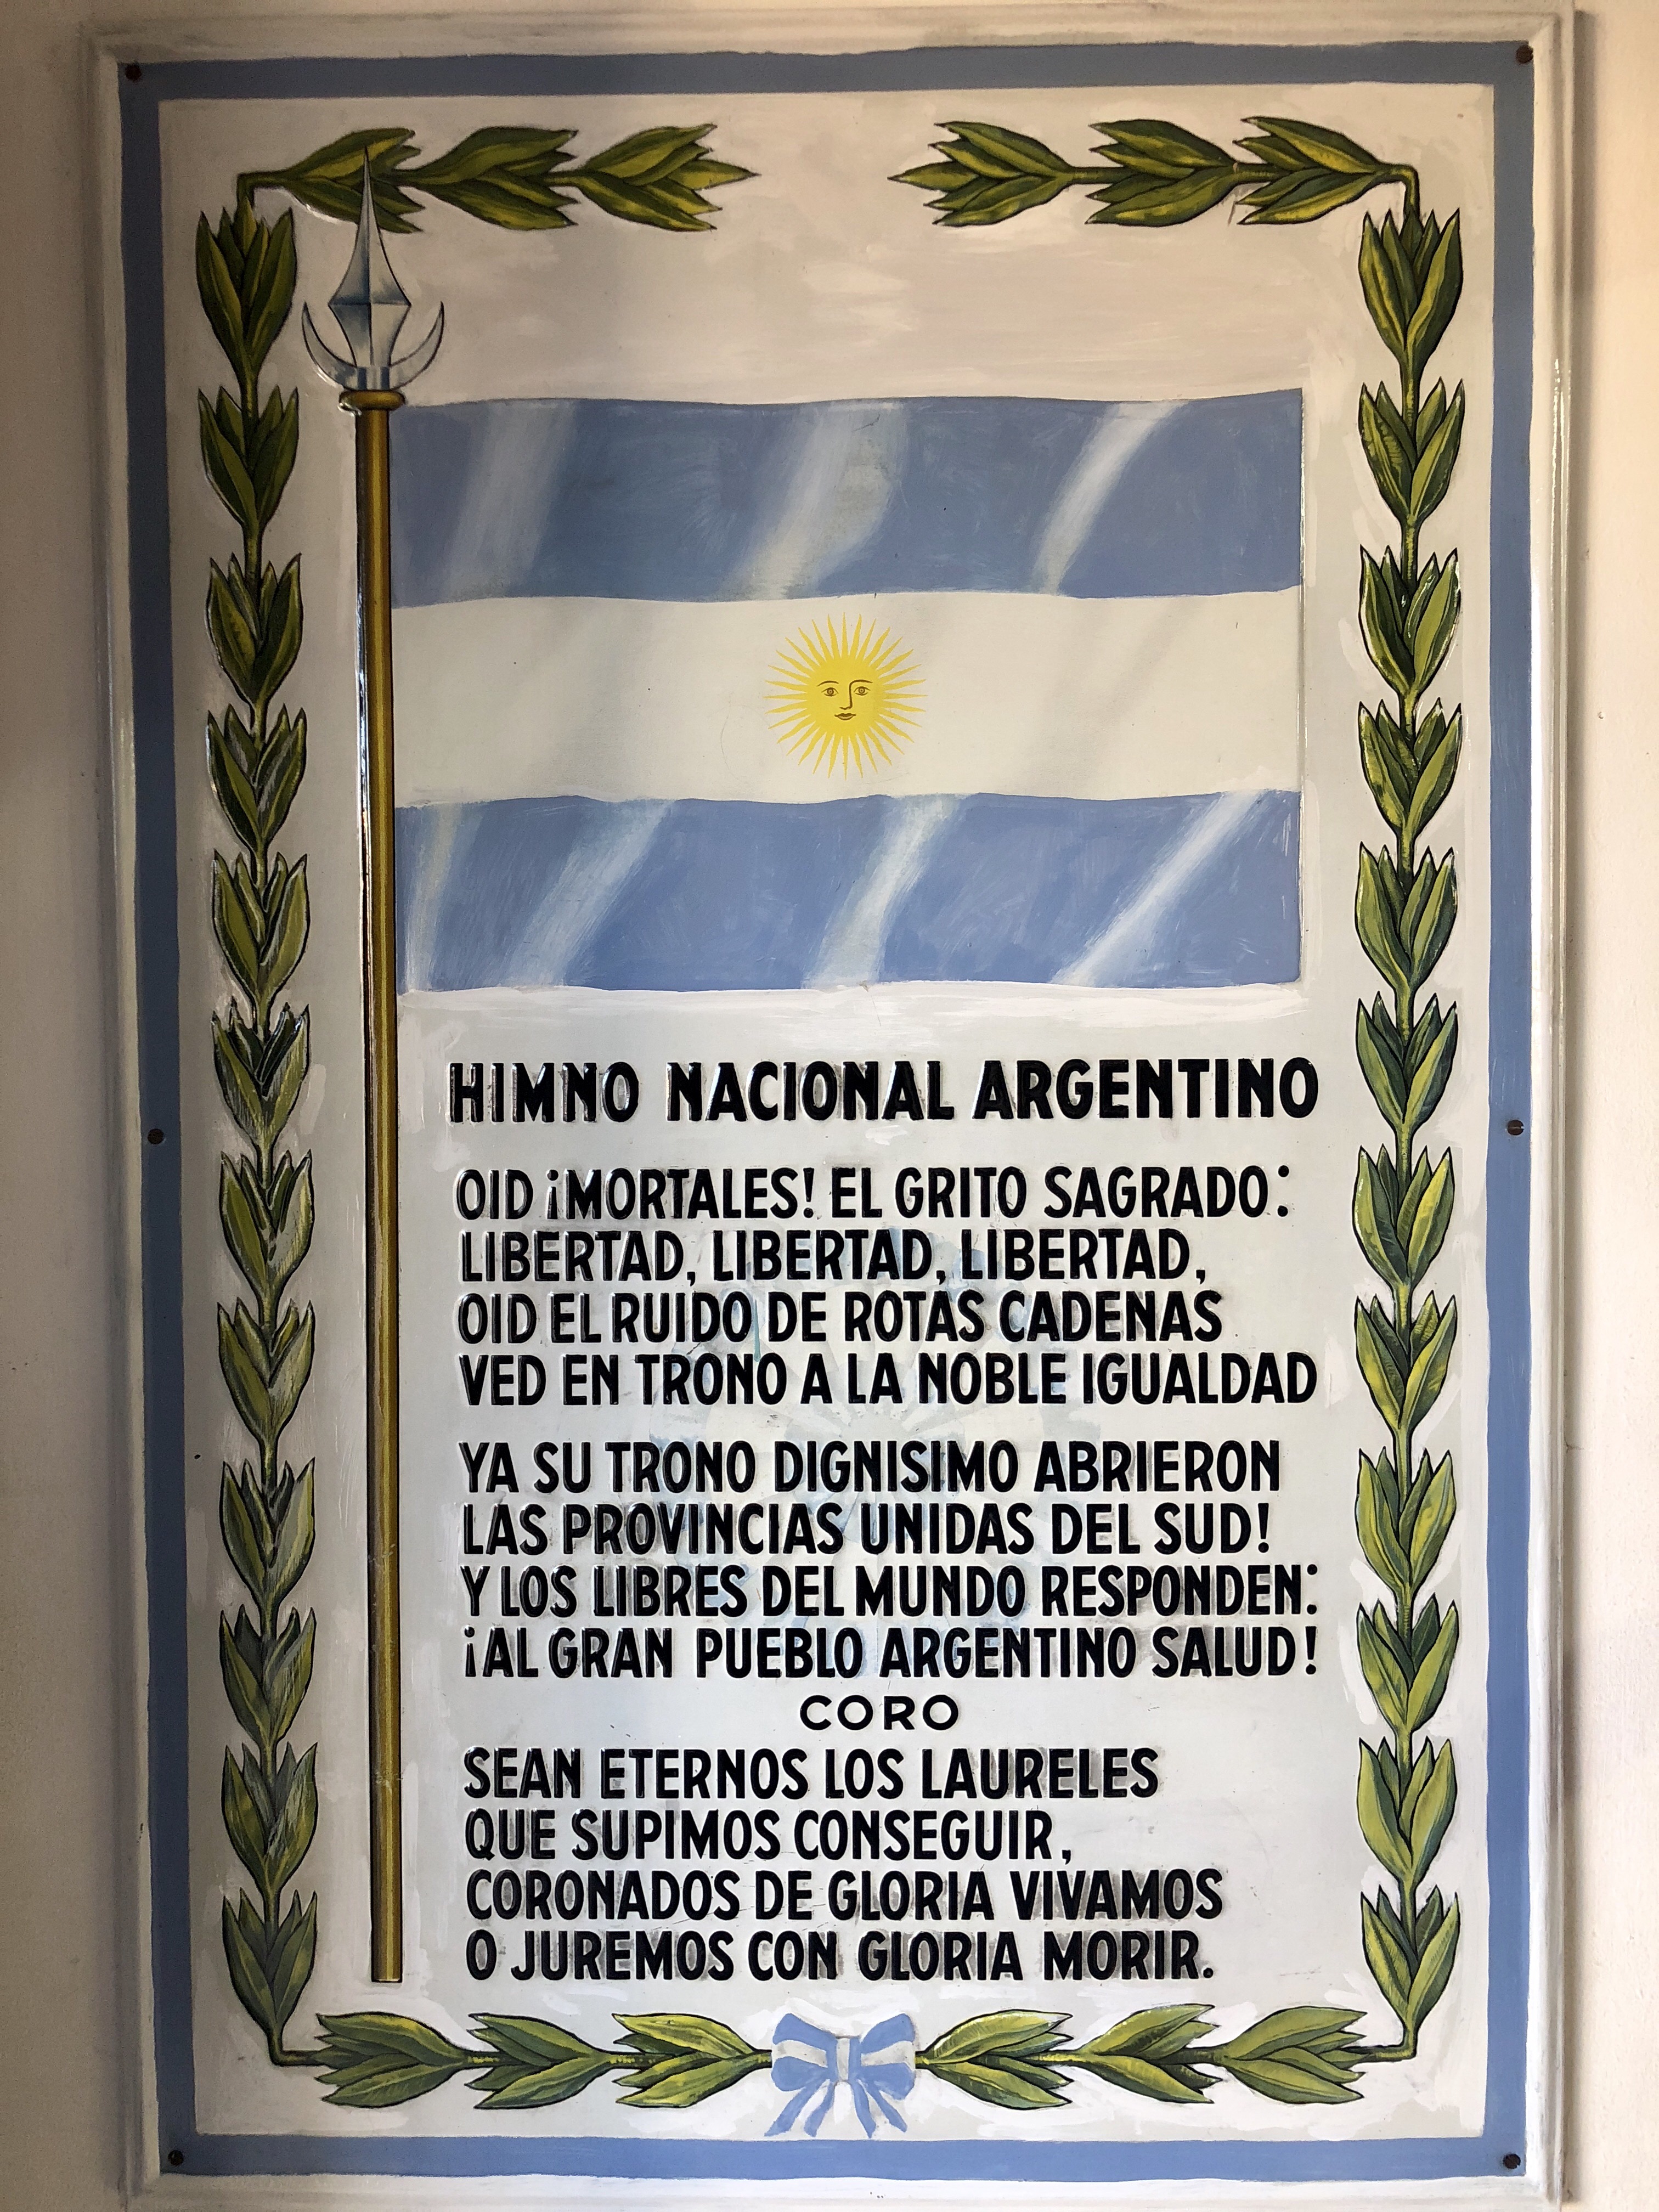 HIMNO NACIONAL ARGENTINO
OID ¡MORTALES! EL GRITO SAGRADO:
LIBERTAD, LIBERTAD, LIBERTAD,
OID EL RUIDO DE ROTAS CADENAS
VED EN TRONO A LA NOBLE IGUALDAD
YA SU TRONO DIGNISIMO ABRIERON
LAS PROVINCIAS UNIDAS DEL SUD!
Y LOS LIBRES DEL MUNDO RESPONDEN:
¡AL GRAN PUEBLO ARGENTINO SALUD!
CORO
SEAN ETERNOS LOS LAURELES
QUE SUPIMOS CONSEGUIR,
CORONADOS DE GLORIA VIVAMOS
O JUREMOS CON GLORIA MORIR.